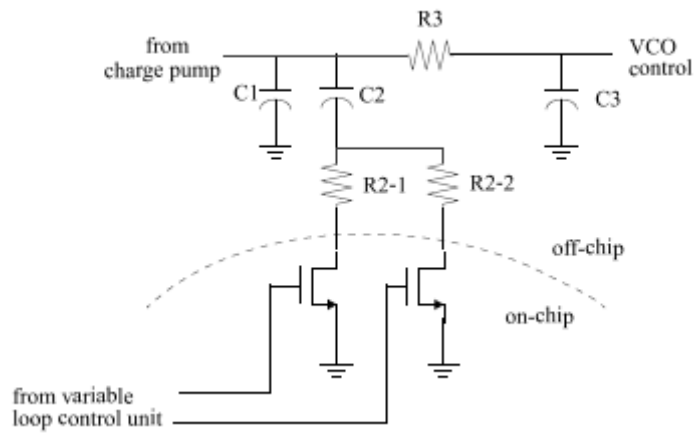 R3
from
charge pump
VCO
control
C1
C2
C3
R2-1
R2-2
off-chip
on-chip
from variable
loop control unit